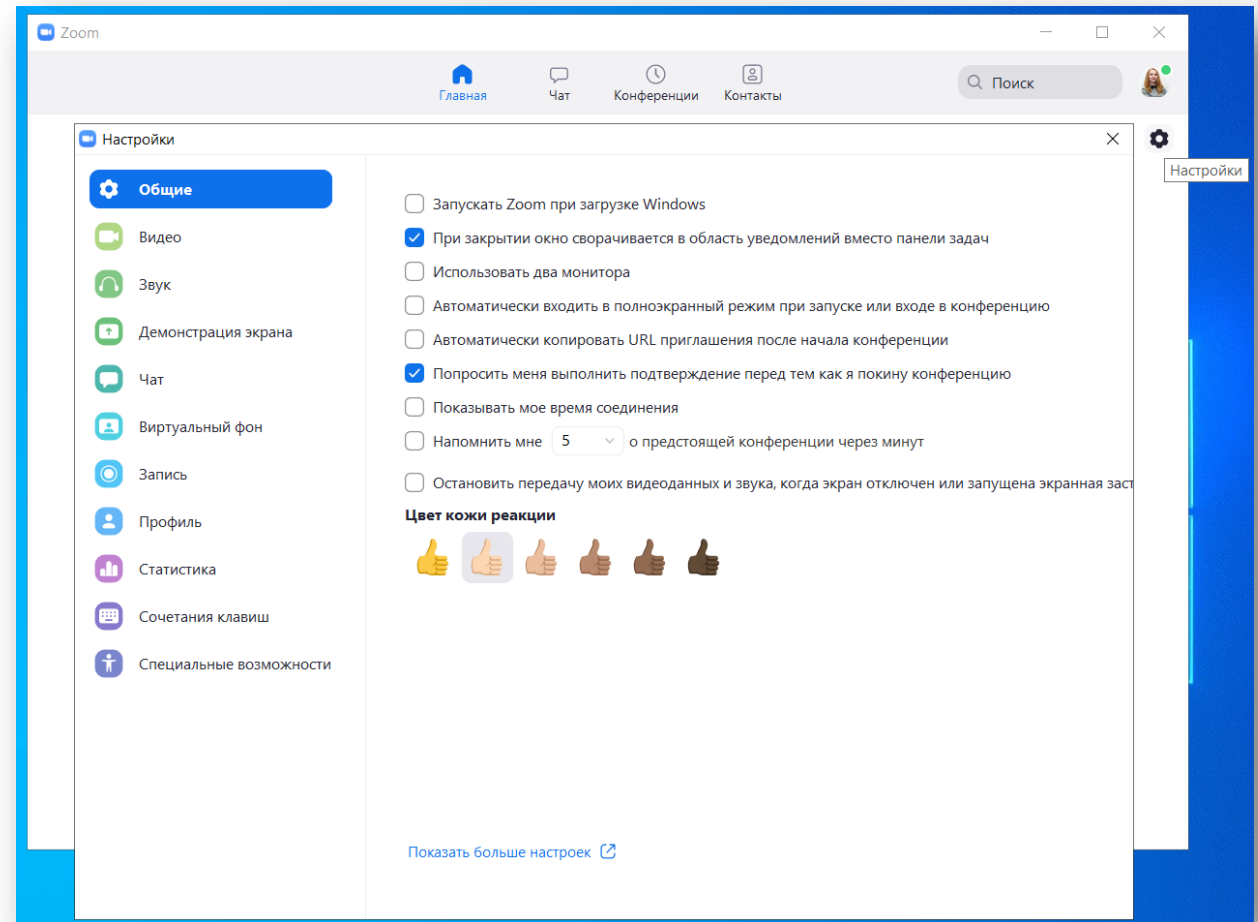 Zoom
Главная
Чат
Конференции
Контакты
Поиск
Настройки
Настройки
Общие
Видео
Звук
Демонстрация экрана
Чат
Виртуальный фон
Запись
Профиль
Статистика
Сочетания клавиш
Специальные возможности
Запускать Zoom при загрузке Windows
При закрытии окно сворачивается в область уведомлений вместо панели задач
Использовать два монитора
Автоматически входить в полноэкранный режим при запуске или входе в конференцию
Автоматически копировать URL приглашения после начала конференции
Попросить меня выполнить подтверждение перед тем как я покину конференцию
Показывать мое время соединения
Напомнить мне 5 о предстоящей конференции через минут
Остановить передачу моих видеоданных и звука, когда экран отключен или запущена экранная заст
Цвет кожи реакции
Показать больше настроек